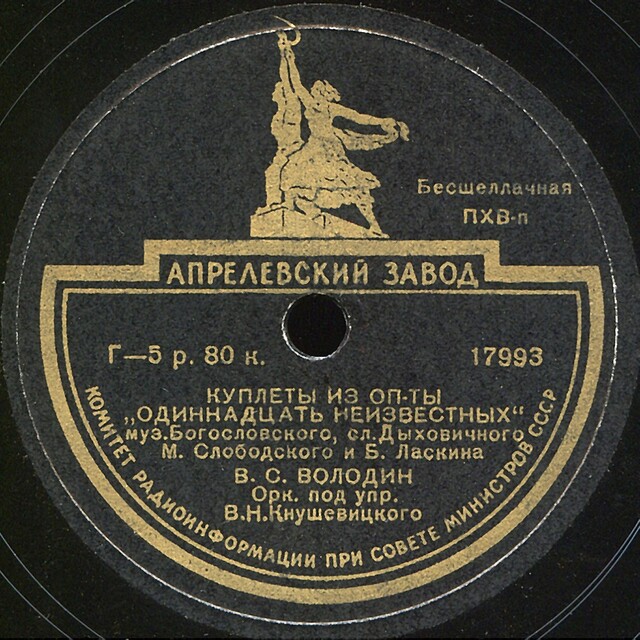 Бесшеллачная
ПХВ-п
АПРЕЛЕВСКИЙ ЗАВОД
Г—5 р. 80 к.
17993
КУПЛЕТЫ ИЗ ОП-ТЫ
„ОДИННАДЦАТЬ НЕИЗВЕСТНЫХ“
муз.Богословского, сл.Дыховичного
М. Слободского и Б. Ласкина
В. С. ВОЛОДИН
Орк. под упр.
В.Н.Кнушевицкого
КОМИТЕТ РАДИОИНФОРМАЦИИ ПРИ СОВЕТЕ МИНИСТРОВ СССР